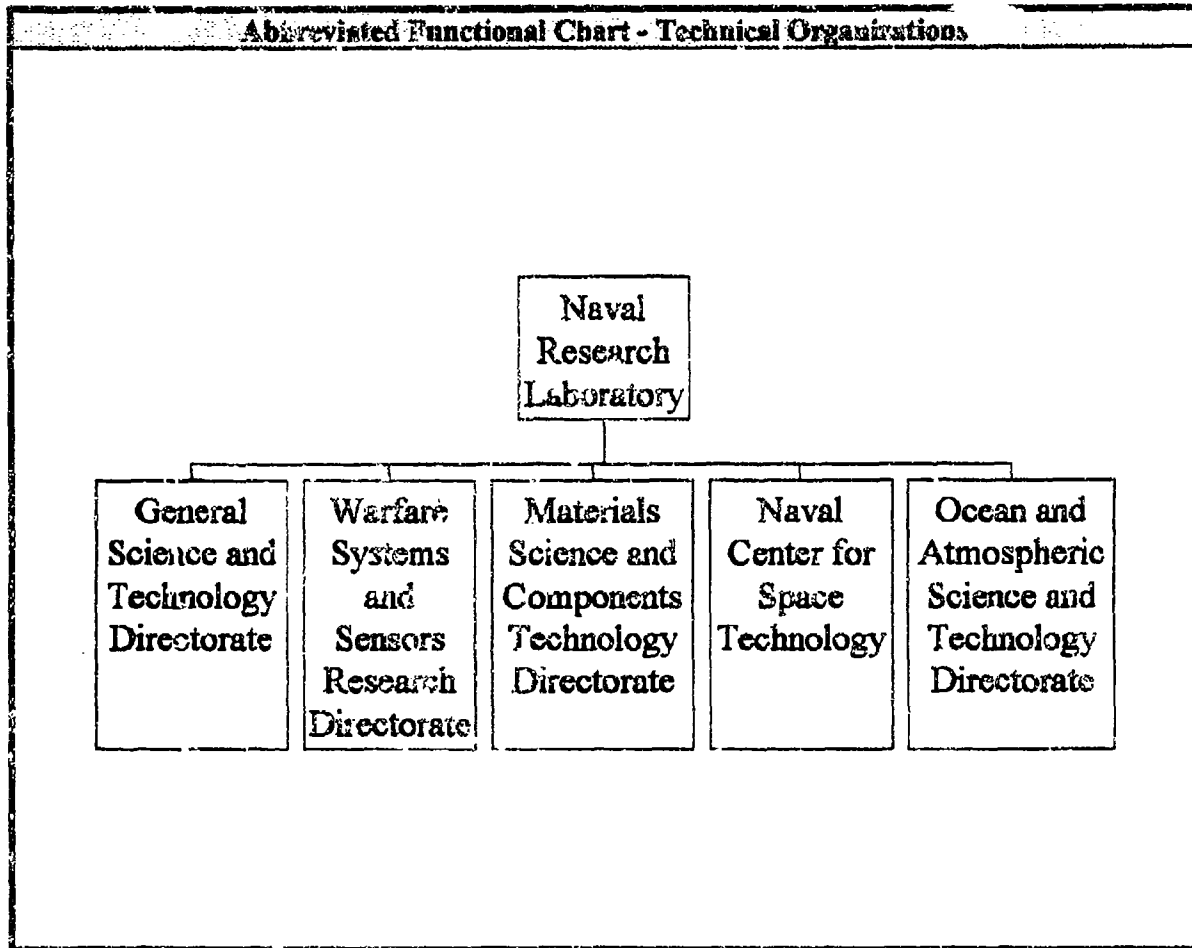 Abbreviated Functional Chart - Technical Organizations
Naval
Research
Laboratory
General
Science and
Technology
Directorate
Warfare
Systems
and
Sensors
Research
Directorate
Materials
Science and
Components
Technology
Directorate
Naval
Center for
Space
Technology
Ocean and
Atmospheric
Science and
Technology
Directorate